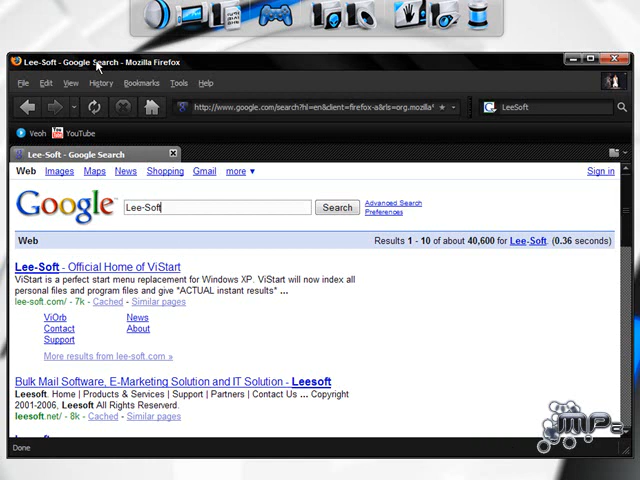 Lee-Soft - Google Search - Mozilla Firefox
File Edit View History Bookmarks Tools Help
http://www.google.com/search?hl=en&client=firefox-a&rls=org.mozilla LeeSoft
Veoh YouTube
Lee-Soft - Google Search
Web Images Maps News Shopping Gmail more ▼ Sign in
Google Lee-Soft Search Advanced Search
Preferences
Web Results 1 - 10 of about 40,600 for Lee-Soft. (0.36 seconds)
Lee-Soft - Official Home of ViStart
ViStart is a perfect start menu replacement for Windows XP. ViStart will now index all
personal files and program files and give *ACTUAL instant results* ...
lee-soft.com/ - 7k - Cached - Similar pages
ViOrb News
Contact About
Support
More results from lee-soft.com »
Bulk Mail Software, E-Marketing Solution and IT Solution - Leesoft
Leesoft. Home | Products & Services | Support | Partners | Contact Us ... Copyright
2001-2006, Leesoft All Rights Reserved.
leesoft.net/ - 8k - Cached - Similar pages
Done